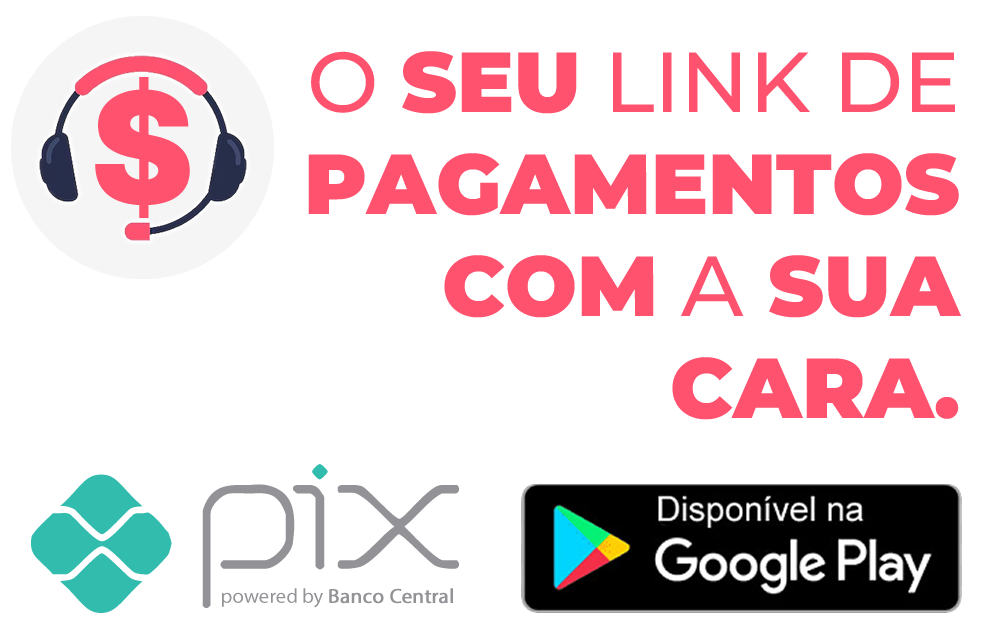 O SEU LINK DE
PAGAMENTOS
COM A SUA
CARA.
pix
powered by Banco Central
Disponível na
Google Play